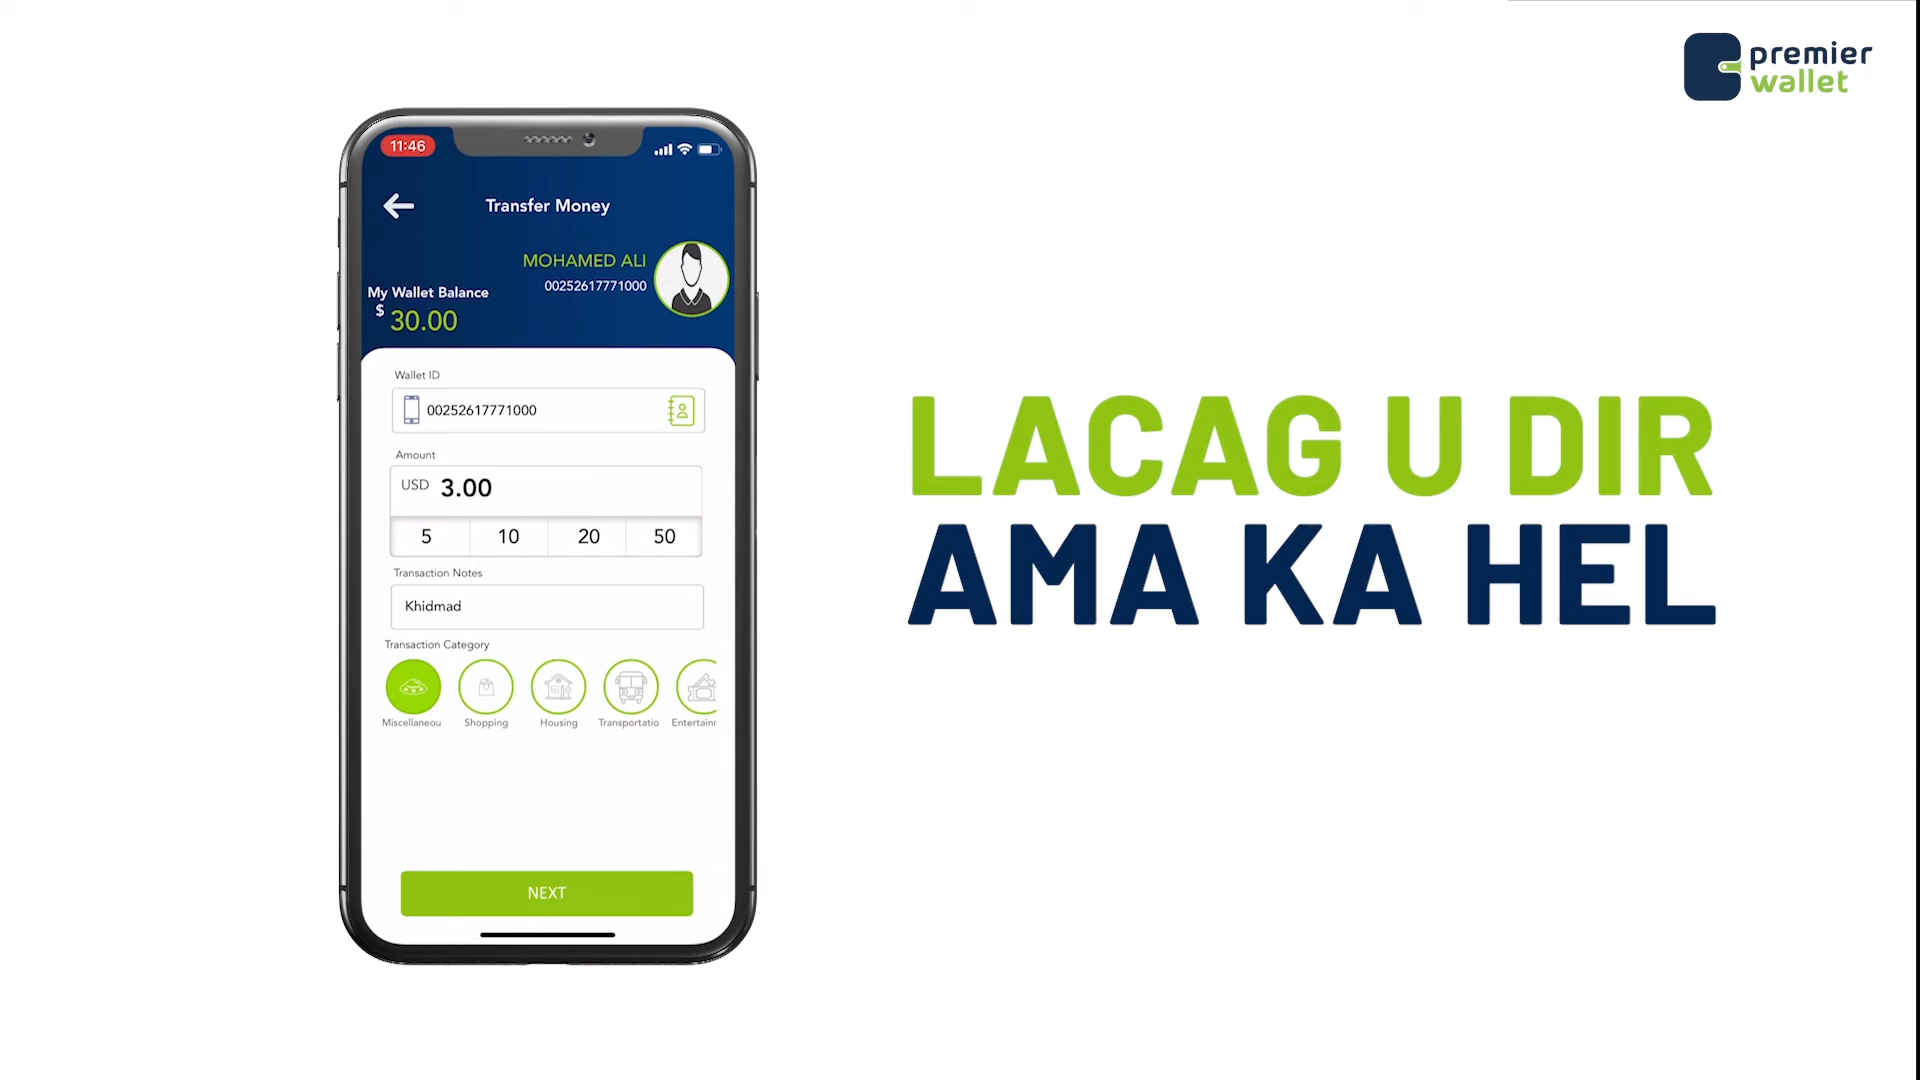 premier
wallet
11:46
Transfer Money
MOHAMED ALI
00252617771000
My Wallet Balance
$ 30.00
Wallet ID
00252617771000
Amount
USD 3.00
5 10 20 50
Transaction Notes
Khidmad
Transaction Category
Miscellaneou Shopping Housing Transportatio Entertainr
NEXT
LACAG U DIR
AMA KA HEL